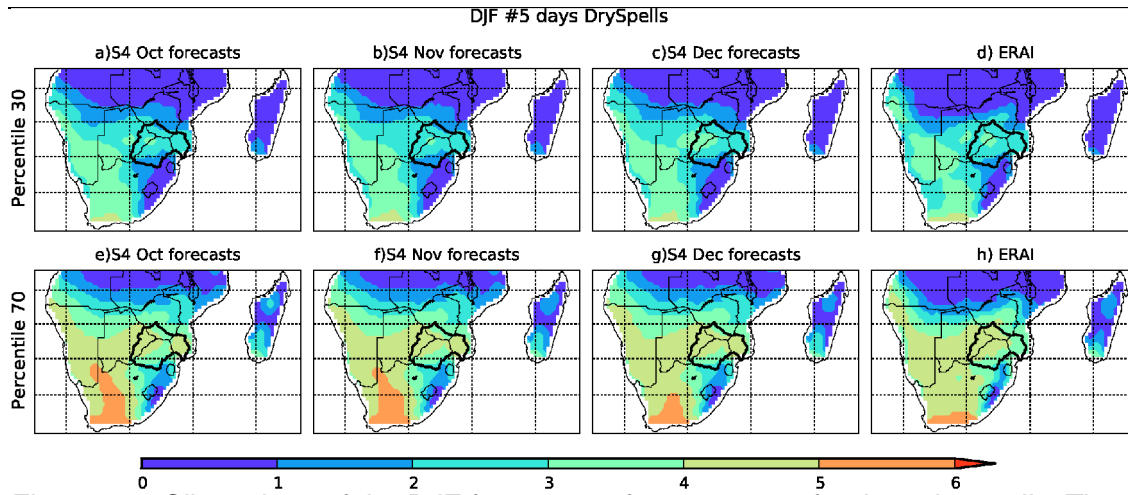 DJF #5 days DrySpells
a)S4 Oct forecasts b)S4 Nov forecasts c)S4 Dec forecasts d) ERAI
Percentile 30
e)S4 Oct forecasts f)S4 Nov forecasts g)S4 Dec forecasts h) ERAI
Percentile 70
0 1 2 3 4 5 6